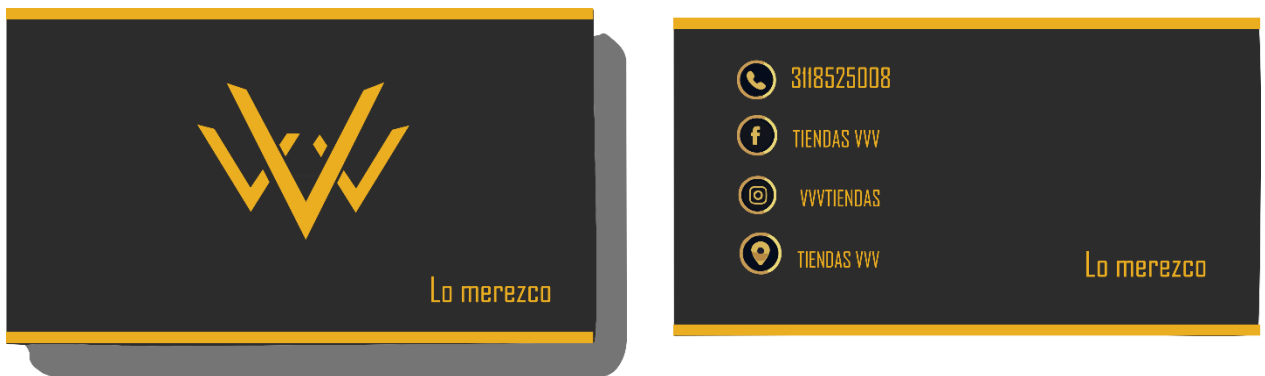 Lo merezco
3118525008
TIENDAS VVV
VVVTIENDAS
TIENDAS VVV
Lo merezco